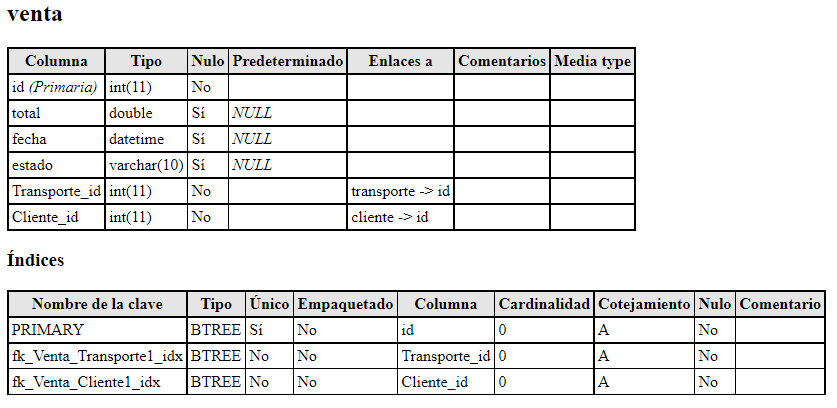 venta
Columna Tipo Nulo Predeterminado Enlaces a Comentarios Media type
id (Primaria) int(11) No
total double Sí NULL
fecha datetime Sí NULL
estado varchar(10) Sí NULL
Transporte_id int(11) No transporte -> id
Cliente_id int(11) No cliente -> id
Índices
Nombre de la clave Tipo Único Empaquetado Columna Cardinalidad Cotejamiento Nulo Comentario
PRIMARY BTREE Sí No id 0 A No
fk_Venta_Transporte1_idx BTREE No No Transporte_id 0 A No
fk_Venta_Cliente1_idx BTREE No No Cliente_id 0 A No